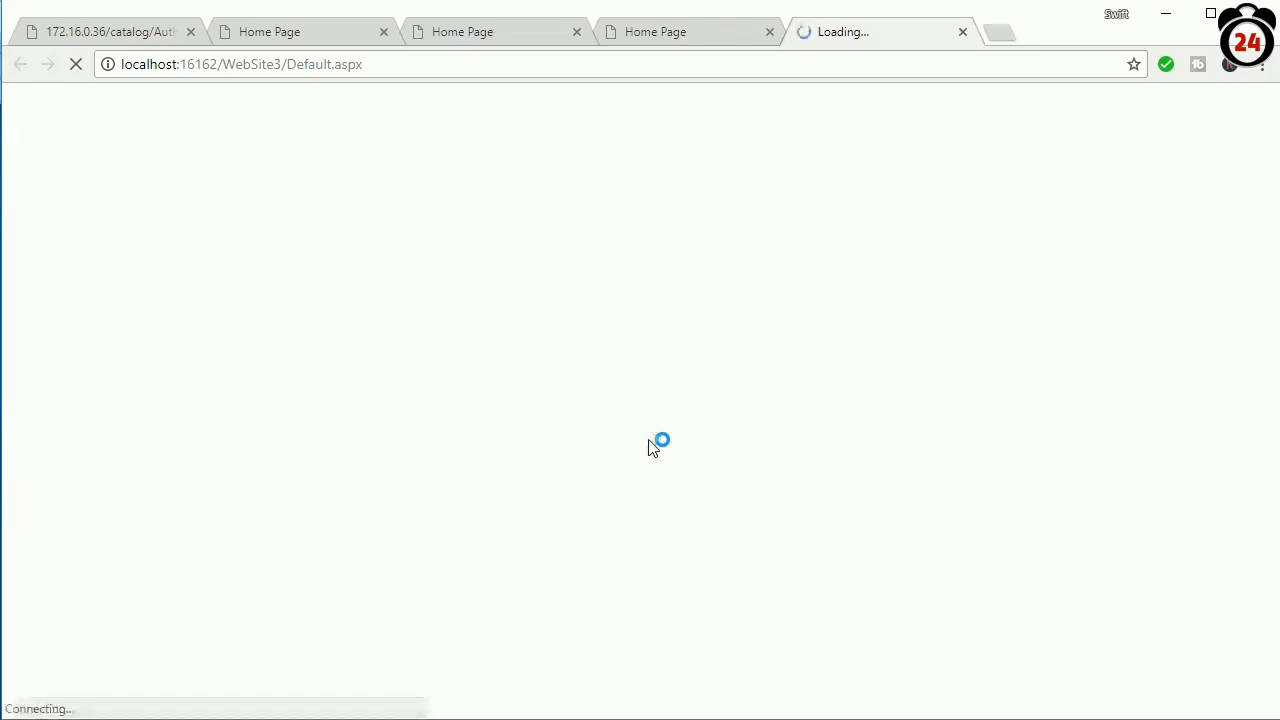 Swift
172.16.0.36/catalog/Auth
Home Page
Home Page
Home Page
Loading...
24
localhost:16162/WebSite3/Default.aspx
Connecting...